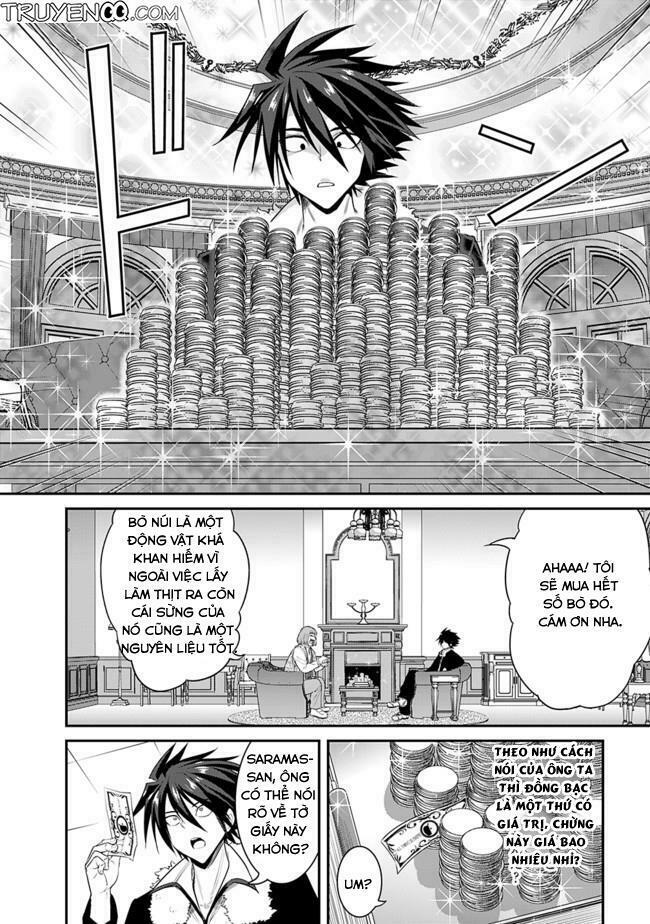 TRUYENQQ.COM
AHAAA! TÔI
SẼ MUA HẾT
SỐ BÒ ĐÓ.
CÁM ƠN NHA.
BÒ NÚI LÀ MỘT
ĐỘNG VẬT KHÁ
KHAN HIẾM VÌ
NGOÀI VIỆC LẤY
LÀM THỊT RA CÒN
CÁI SỪNG CỦA
NÓ CŨNG LÀ MỘT
NGUYÊN LIỆU TỐT.
THEO NHƯ CÁCH
NÓI CỦA ÔNG TA
THÌ ĐỒNG BẠC
LÀ MỘT THỨ CÓ
GIÁ TRỊ, CHỪNG
NÀY GIÁ BAO
NHIÊU NHỈ?
?
UM?
SARAMAS-
SAN, ÔNG
CÓ THỂ NÓI
RÕ VỀ TỜ
GIẤY NÀY
KHÔNG?